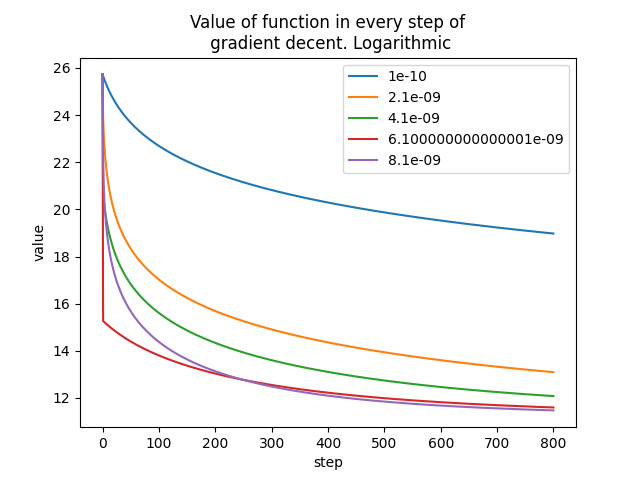 Value of function in every step of
gradient decent. Logarithmic
26
24
22
20
18
16
14
12
value
1e-10
2.1e-09
4.1e-09
6.100000000000001e-09
8.1e-09
0 100 200 300 400 500 600 700 800
step